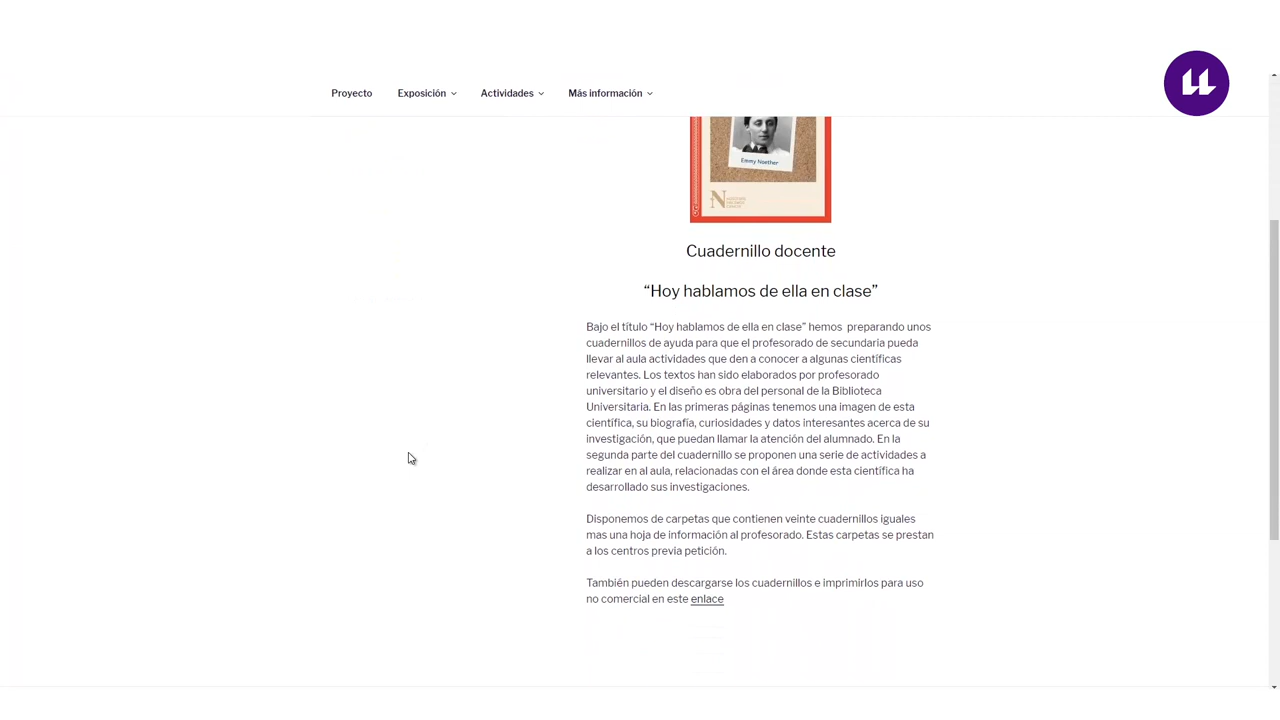 Proyecto Exposición Actividades Más información
Emmy Noether
Cuadernillo docente
“Hoy hablamos de ella en clase”
Bajo el título “Hoy hablamos de ella en clase” hemos  preparando unos
cuadernillos de ayuda para que el profesorado de secundaria pueda
llevar al aula actividades que den a conocer a algunas científicas
relevantes. Los textos han sido elaborados por profesorado
universitario y el diseño es obra del personal de la Biblioteca
Universitaria. En las primeras páginas tenemos una imagen de esta
científica, su biografía, curiosidades y datos interesantes acerca de su
investigación, que puedan llamar la atención del alumnado. En la
segunda parte del cuadernillo se proponen una serie de actividades a
realizar en al aula, relacionadas con el área donde esta científica ha
desarrollado sus investigaciones.
Disponemos de carpetas que contienen veinte cuadernillos iguales
mas una hoja de información al profesorado. Estas carpetas se prestan
a los centros previa petición.
También pueden descargarse los cuadernillos e imprimirlos para uso
no comercial en este enlace